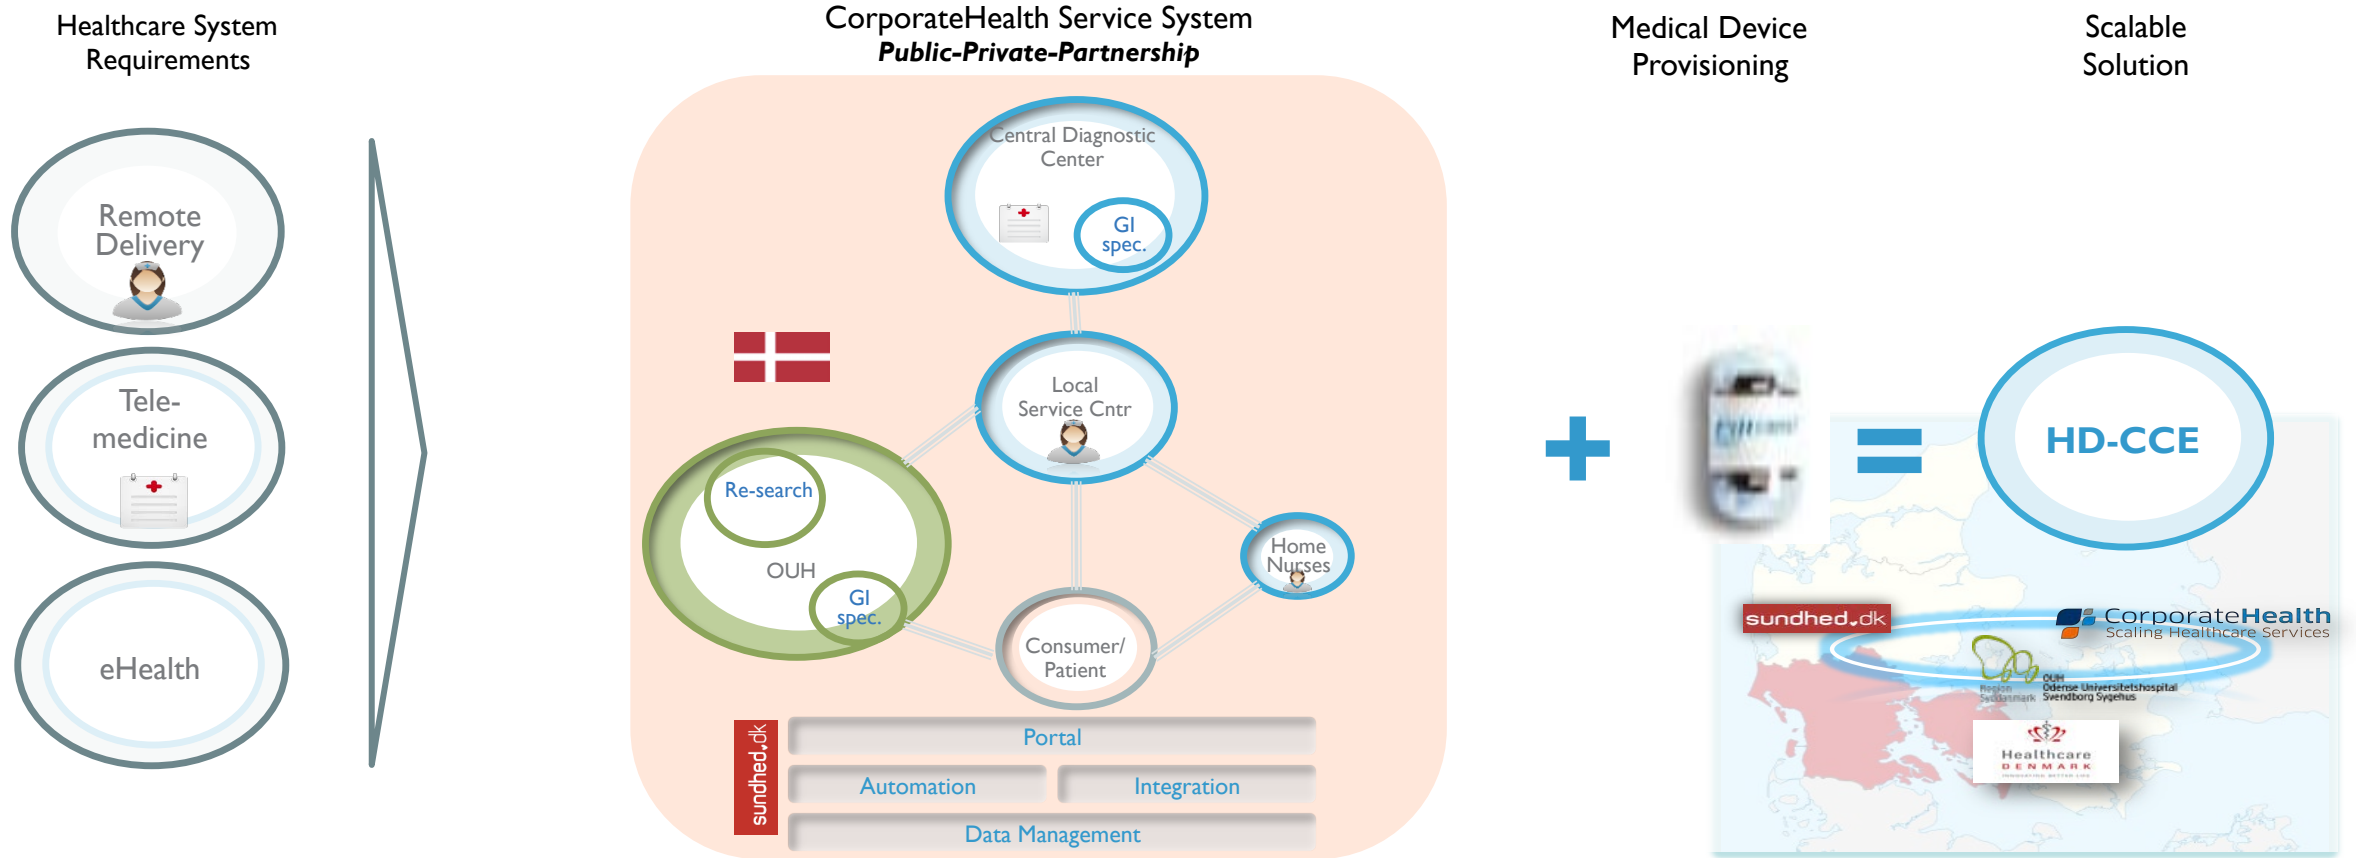 Healthcare System
Requirements
CorporateHealth Service System
Public-Private-Partnership
Medical Device
Provisioning
Scalable
Solution
Remote
Delivery
Tele-
medicine
eHealth
Central Diagnostic
Center
GI
spec.
Local
Service Cntr
Re-search
OUH
GI
spec.
Home
Nurses
Consumer/
Patient
sundhed.dk
Portal
Automation
Integration
Data Management
+
=
HD-CCE
sundhed.dk
CorporateHealth
Scaling Healthcare Services
Region
Syddanmark
OUH
Odense Universitetshospital
Svendborg Sygehus
Healthcare
DENMARK